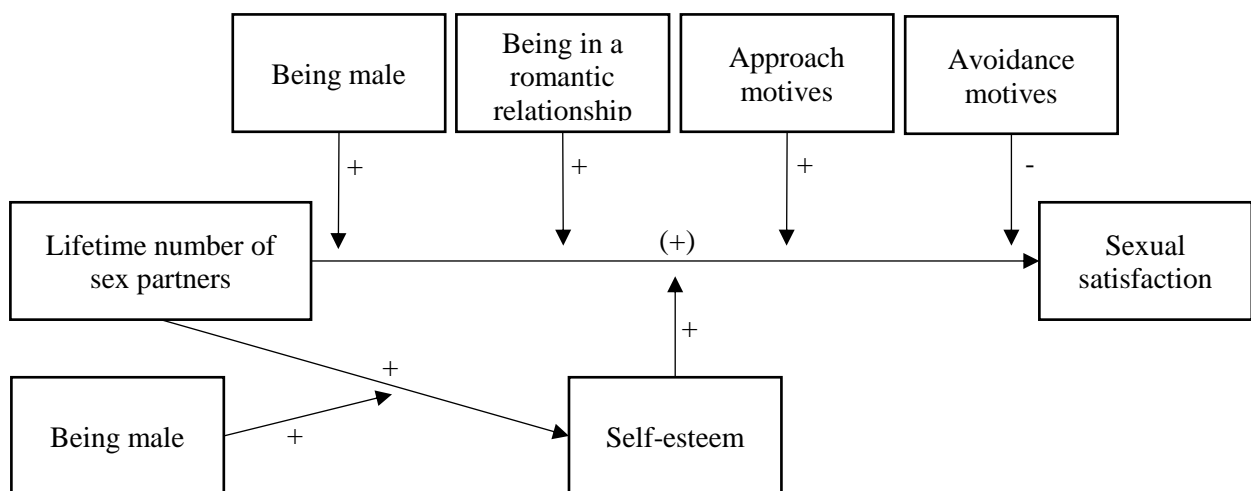 Being male
Being in a
romantic
relationship
Approach
motives
Avoidance
motives
+
+
+
-
Lifetime number of
sex partners
(+)
Sexual
satisfaction
+
+
Being male
+
Self-esteem